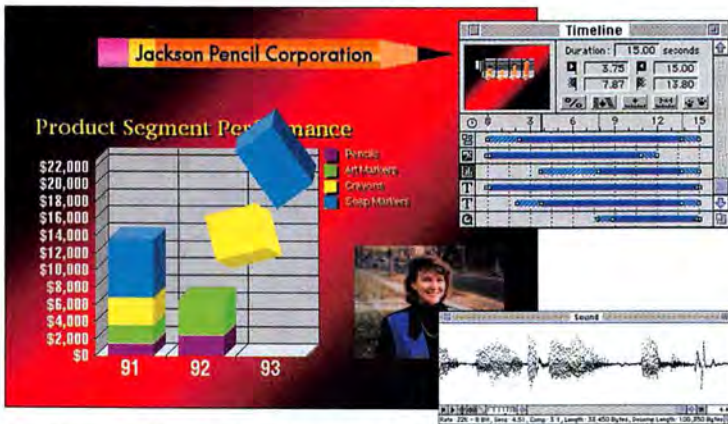 Jackson Pencil Corporation
Product Segment Performance
$22,000
$20,000
$18,000
$16,000
$14,000
$12,000
$10,000
$8,000
$6,000
$4,000
$2,000
$0
91 92 93
Pencils
Art Markers
Crayons
Soap Markers
Timeline
Duration: 15.00 seconds
3.75 15.00
7.87 13.80
0 3 6 9 12 15
Sound